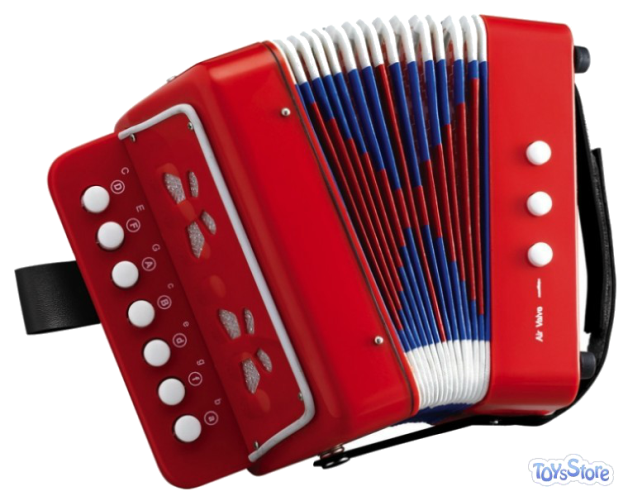 C D
E F
G A
c B
e d
g f
b a
Air Valve
TOYSStore